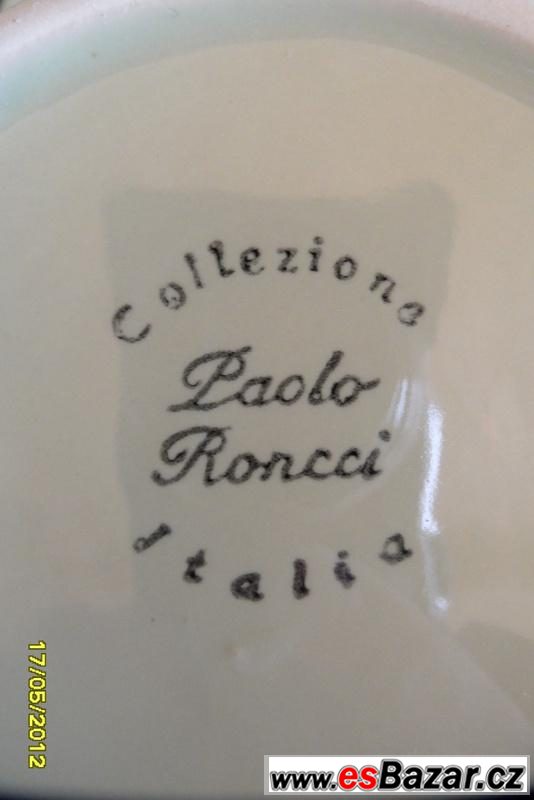 Collezione
Paolo
Roncci
Italia
17/05/2012
www.esBazar.cz